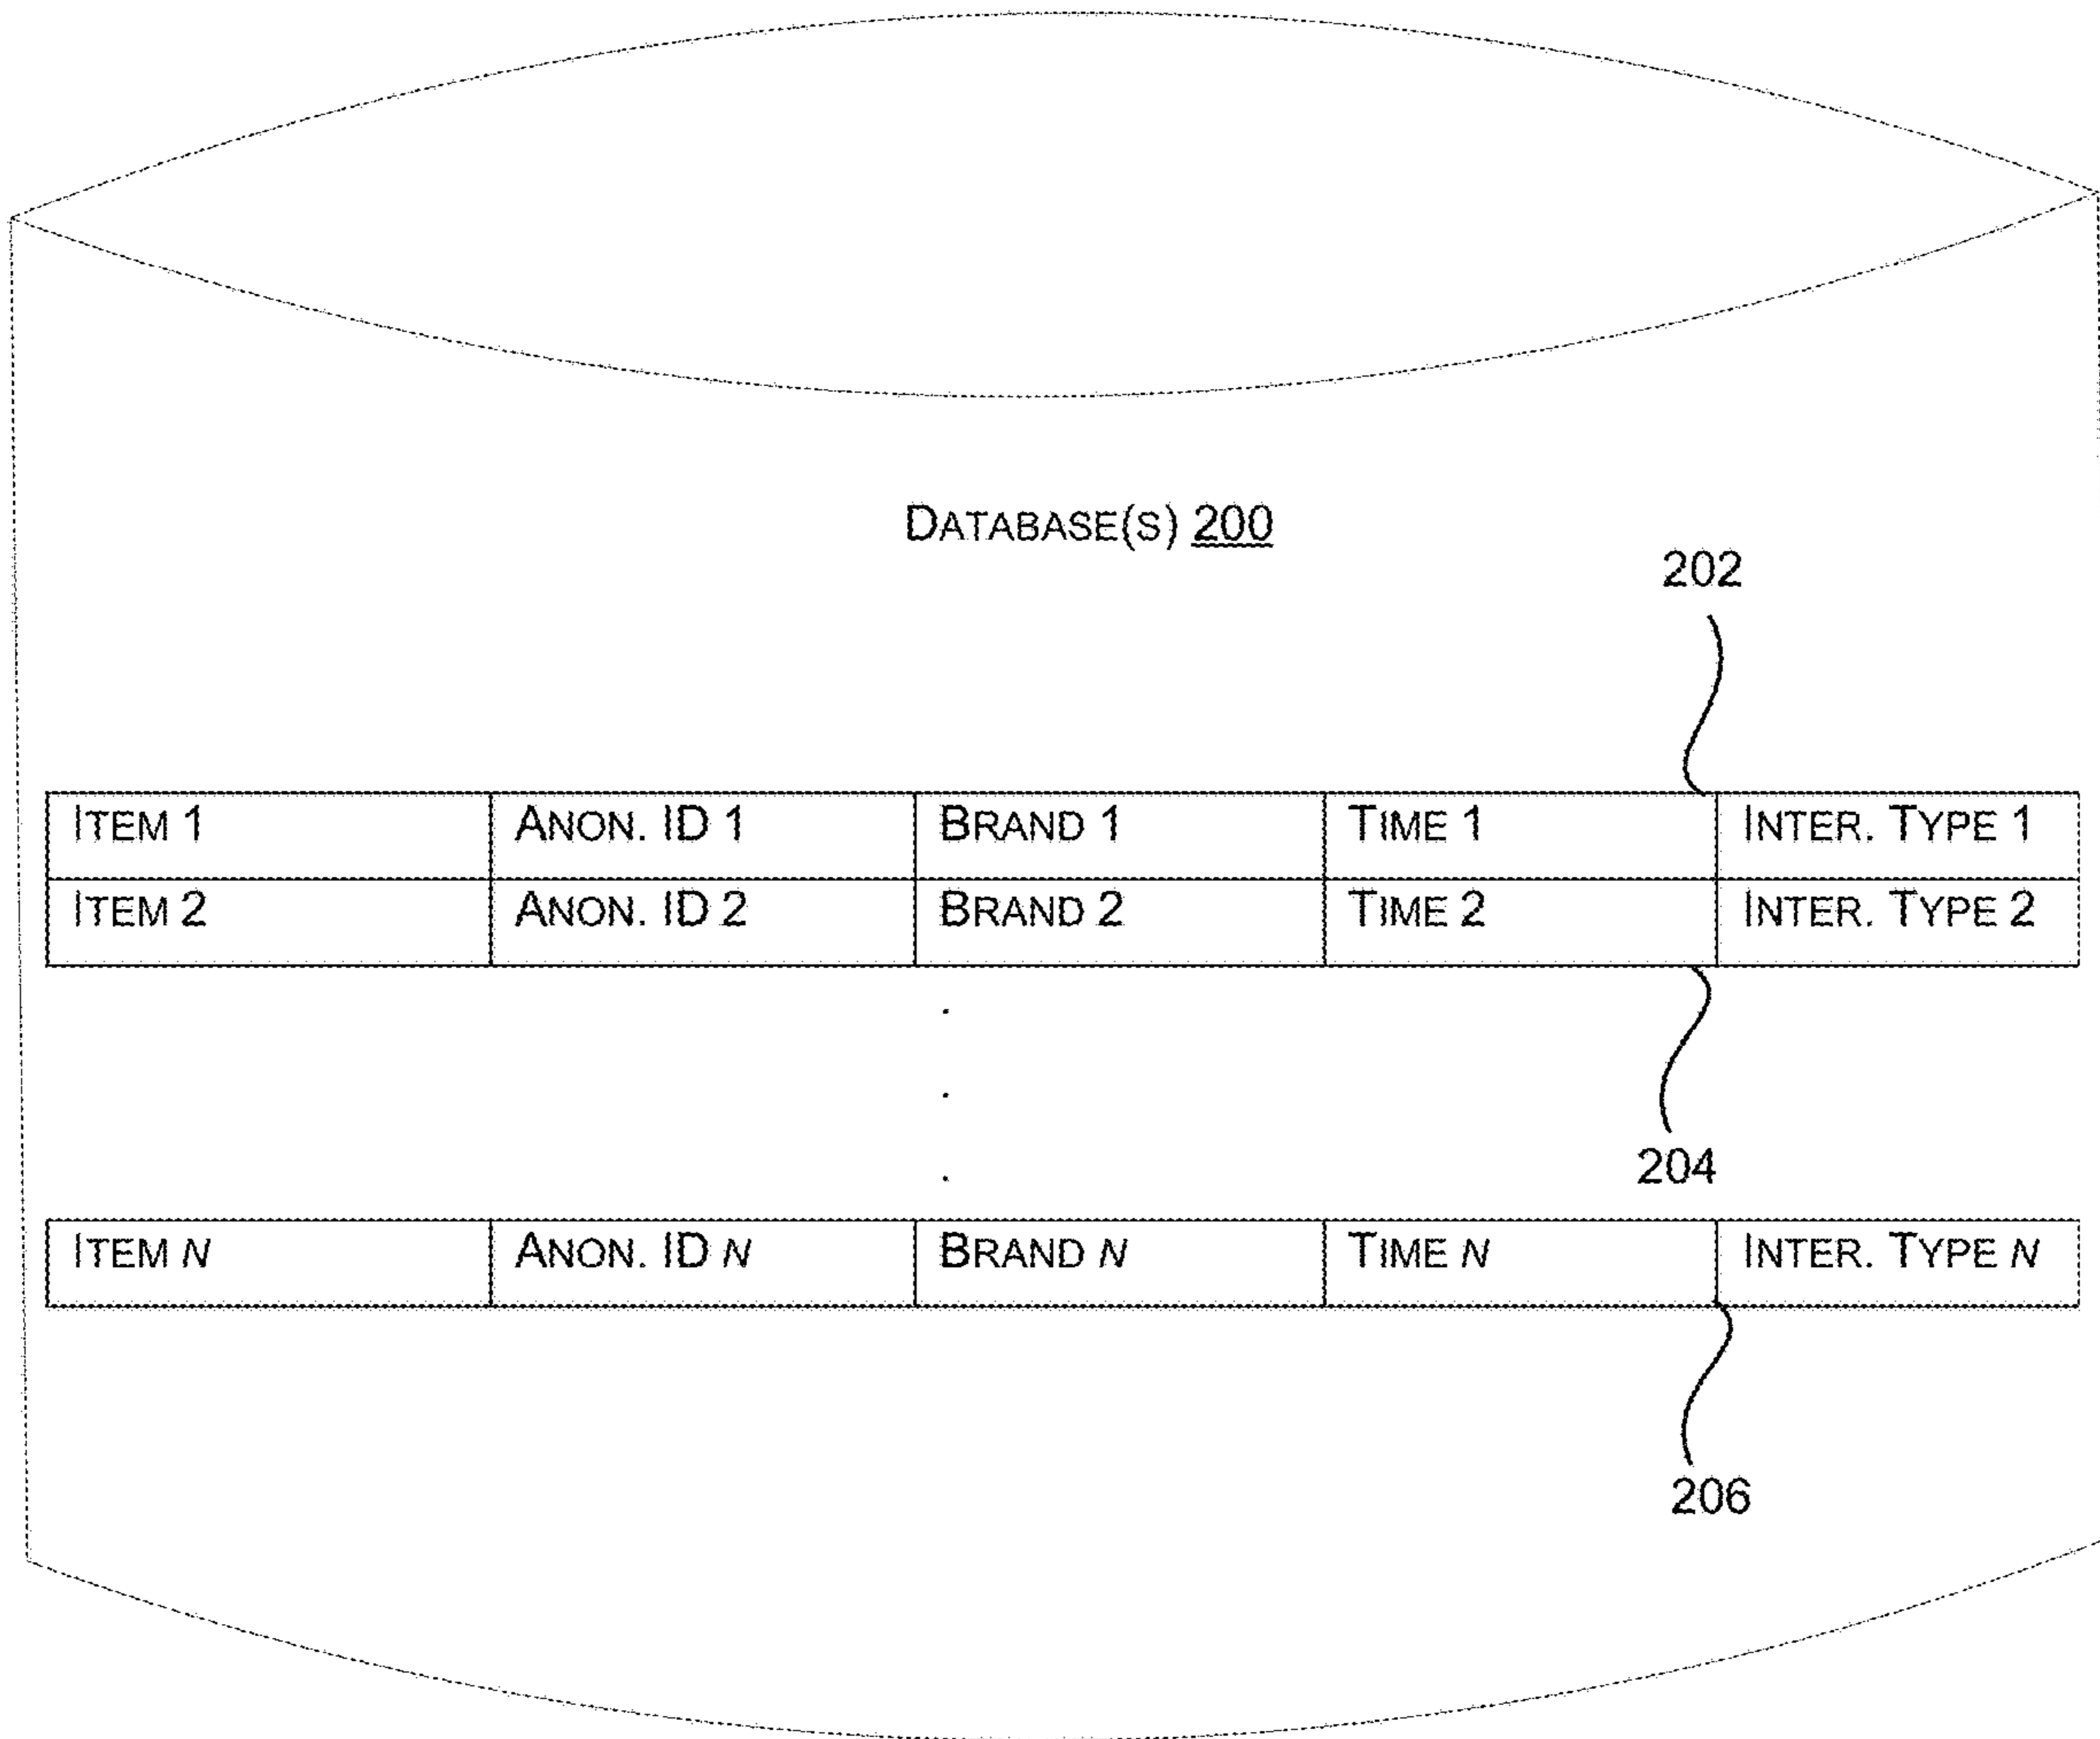 DATABASE(S) 200
202
ITEM 1 ANON. ID 1 BRAND 1 TIME 1 INTER. TYPE 1
ITEM 2 ANON. ID 2 BRAND 2 TIME 2 INTER. TYPE 2
.
.
.
204
ITEM N ANON. ID N BRAND N TIME N INTER. TYPE N
206